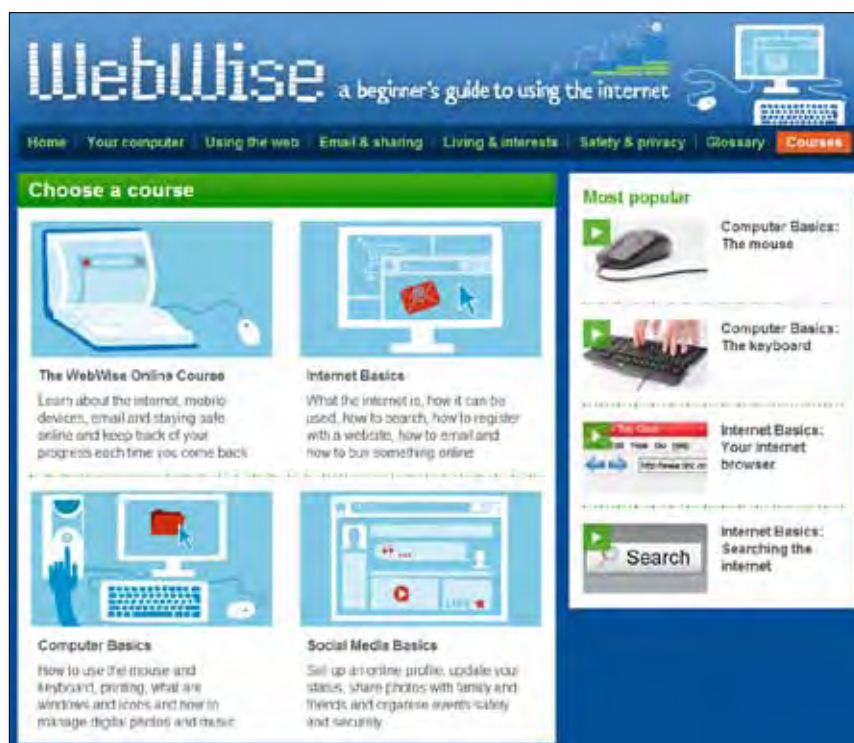 WebWise a beginner's guide to using the internet
Home Your computer Using the web Email & sharing Living & interests Safety & privacy Glossary Courses
Choose a course
The WebWise Online Course
Learn about the internet, mobile
devices, email and staying safe
online and keep track of your
progress each time you come back
Internet Basics
What the internet is, how it can be
used, how to search, how to register
with a website, how to email and
how to buy something online
Computer Basics
How to use the mouse and
keyboard, printing, what are
windows and icons and how to
manage digital photos and music
Social Media Basics
Set up an online profile, update your
status, share photos with family and
friends and organise events safely
and securely
LIKE
Most popular
Computer Basics:
The mouse
Computer Basics:
The keyboard
Internet Basics:
Your internet
browser
View Go Help
Internet Basics:
Searching the
internet
Search